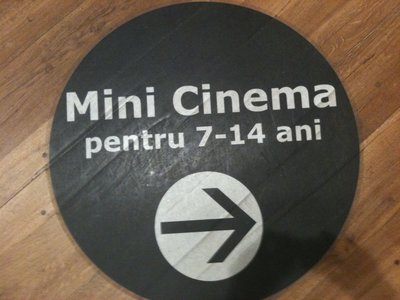 Mini Cinema
pentru 7-14 ani